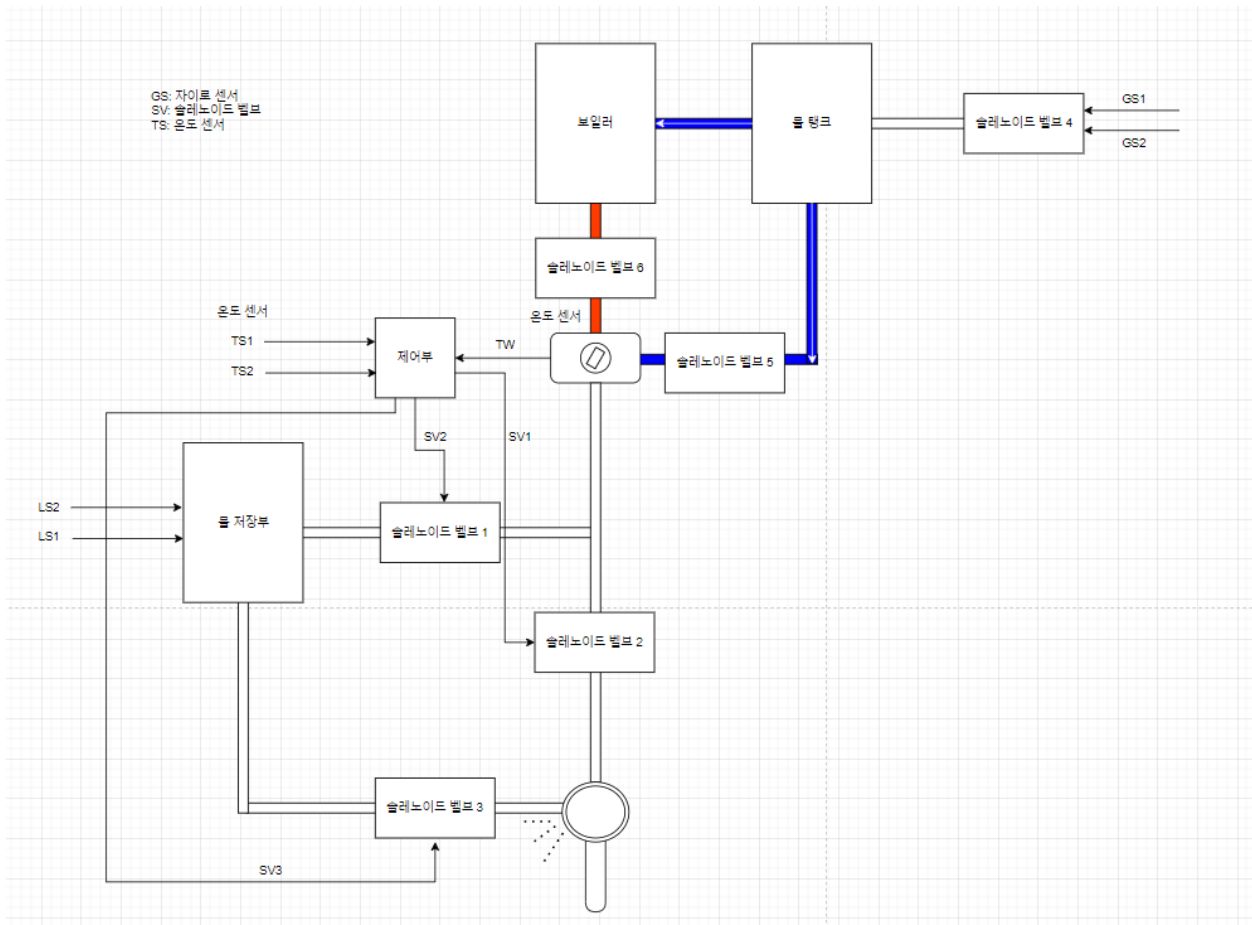 GS: 자이로 센서
SV: 솔레노이드 벨브
TS: 온도 센서
보일러
물 탱크
솔레노이드 벨브 4
GS1
GS2
솔레노이드 벨브 6
온도 센서
온도 센서
TS1
TS2
제어부
TW
솔레노이드 벨브 5
SV2
SV1
LS2
LS1
물 저장부
솔레노이드 벨브 1
솔레노이드 벨브 2
솔레노이드 벨브 3
SV3